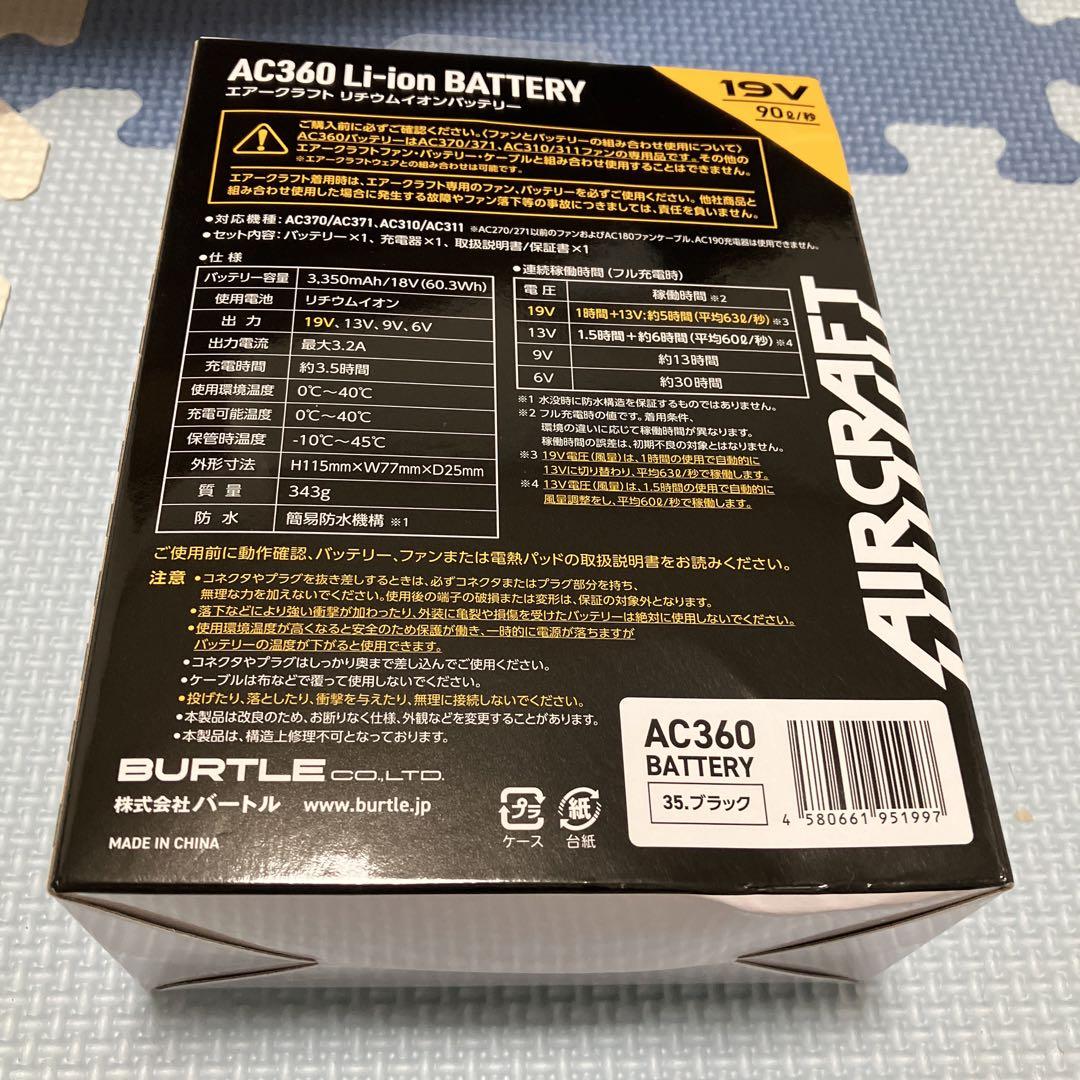 AC360 Li-ion BATTERY
エアークラフト リチウムイオンバッテリー
19V
90ℓ/秒
ご購入前に必ずご確認ください。〈ファンとバッテリーの組み合わせ使用について〉
AC360バッテリーはAC370/371、AC310/311ファンの専用品です。その他の
エアークラフトファン・バッテリー・ケーブルと組み合わせ使用することはできません。
※エアークラフトウェアとの組み合わせは可能です。
エアークラフト着用時は、エアークラフト専用のファン、バッテリーを必ずご使用ください。他社商品と
組み合わせ使用した場合に発生する故障やファン落下等の事故につきましては、責任を負いません。
●対応機種：AC370/AC371、AC310/AC311 ※AC270/271以前のファンおよびAC180ファンケーブル、AC190充電器は使用できません。
●セット内容：バッテリー×1、充電器×1、取扱説明書/保証書×1
●仕様
バッテリー容量 3,350mAh/18V(60.3Wh)
使用電池 リチウムイオン
出力 19V、13V、9V、6V
出力電流 最大3.2A
充電時間 約3.5時間
使用環境温度 0℃～40℃
充電可能温度 0℃～40℃
保管時温度 -10℃～45℃
外形寸法 H115mm×W77mm×D25mm
質量 343g
防水 簡易防水機構 ※1
●連続稼働時間（フル充電時）
電圧 稼働時間 ※2
19V 1時間＋13V：約5時間（平均63ℓ/秒）※3
13V 1.5時間＋約6時間（平均60ℓ/秒）※4
9V 約13時間
6V 約30時間
※1 水没時に防水構造を保証するものではありません。
※2 フル充電時の値です。着用条件、
環境の違いに応じて稼働時間が異なります。
稼働時間の誤差は、初期不良の対象とはなりません。
※3 19V電圧（風量）は、1時間の使用で自動的に
13Vに切り替わり、平均63ℓ/秒で稼働します。
※4 13V電圧（風量）は、1.5時間の使用で自動的に
風量調整をし、平均60ℓ/秒で稼働します。
AIRCRAFT
ご使用前に動作確認、バッテリー、ファンまたは電熱パッドの取扱説明書をお読みください。
注意 ●コネクタやプラグを抜き差しするときは、必ずコネクタまたはプラグ部分を持ち、
無理な力を加えないでください。使用後の端子の破損または変形は、保証の対象外となります。
●落下などにより強い衝撃が加わったり、外装に亀裂や損傷を受けたバッテリーは絶対に使用しないでください。
●使用環境温度が高くなると安全のため保護が働き、一時的に電源が落ちますが
バッテリーの温度が下がると使用できます。
●コネクタやプラグはしっかり奥まで差し込んでご使用ください。
●ケーブルは布などで覆って使用しないでください。
●投げたり、落としたり、衝撃を与えたり、無理に接続しないでください。
●本製品は改良のため、お断りなく仕様、外観などを変更することがあります。
●本製品は、構造上修理不可となっております。
BURTLE CO.,LTD.
株式会社バートル www.burtle.jp
MADE IN CHINA
プラ
ケース
紙
台紙
AC360
BATTERY
35.ブラック
4 580661 951997